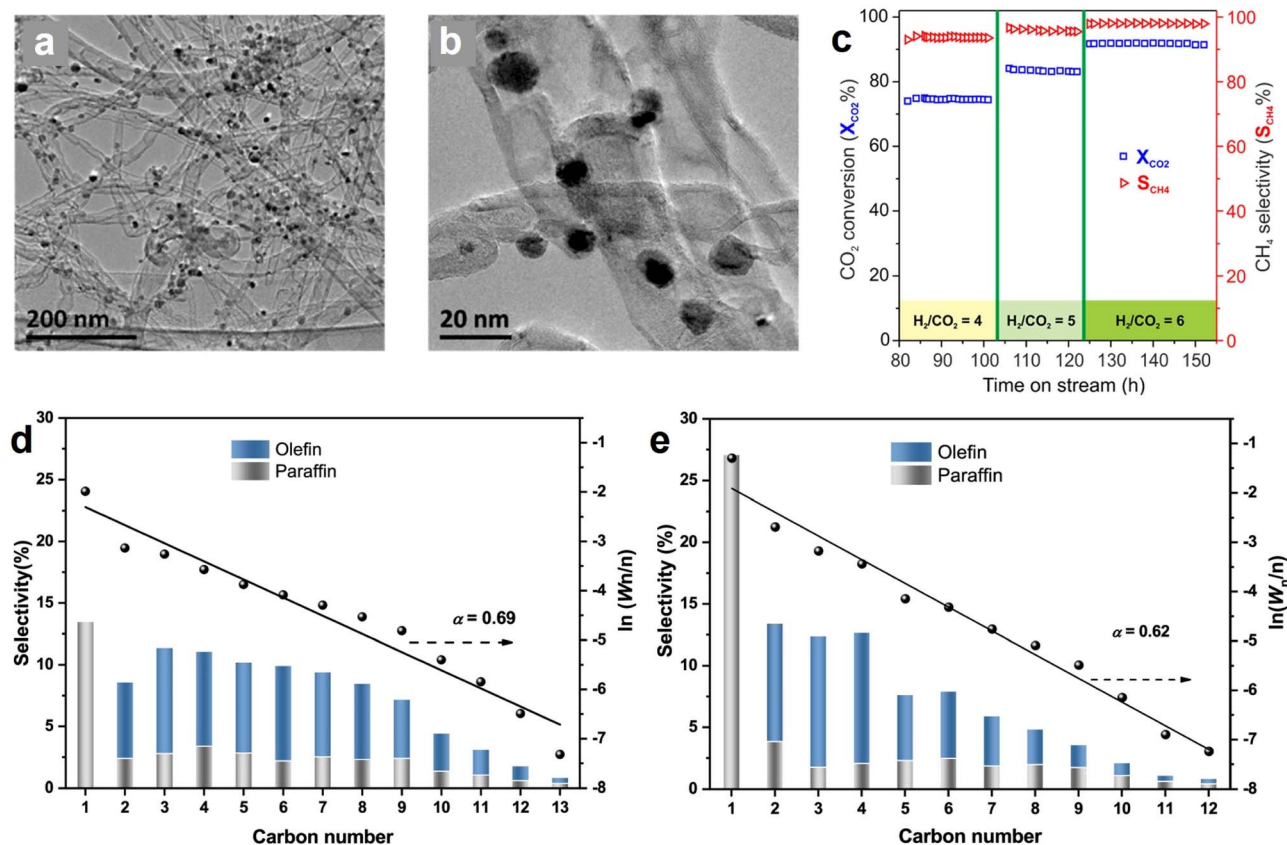 a
200 nm
b
20 nm
c
CO2 conversion (XCO2%)
100
80
60
40
20
0
XCO2
SCH4
H2/CO2 = 4
H2/CO2 = 5
H2/CO2 = 6
80 90 100 110 120 130 140 150
Time on stream (h)
100
80
60
40
20
0
CH4 selectivity (SCH4%)
d
Selectivity(%)
30
25
20
15
10
5
0
Olefin
Paraffin
α = 0.69
1 2 3 4 5 6 7 8 9 10 11 12 13
Carbon number
-1
-2
-3
-4
-5
-6
-7
-8
ln (Wn/n)
e
Selectivity (%)
30
25
20
15
10
5
0
Olefin
Paraffin
α = 0.62
1 2 3 4 5 6 7 8 9 10 11 12
Carbon number
-1
-2
-3
-4
-5
-6
-7
-8
ln(Wn/n)